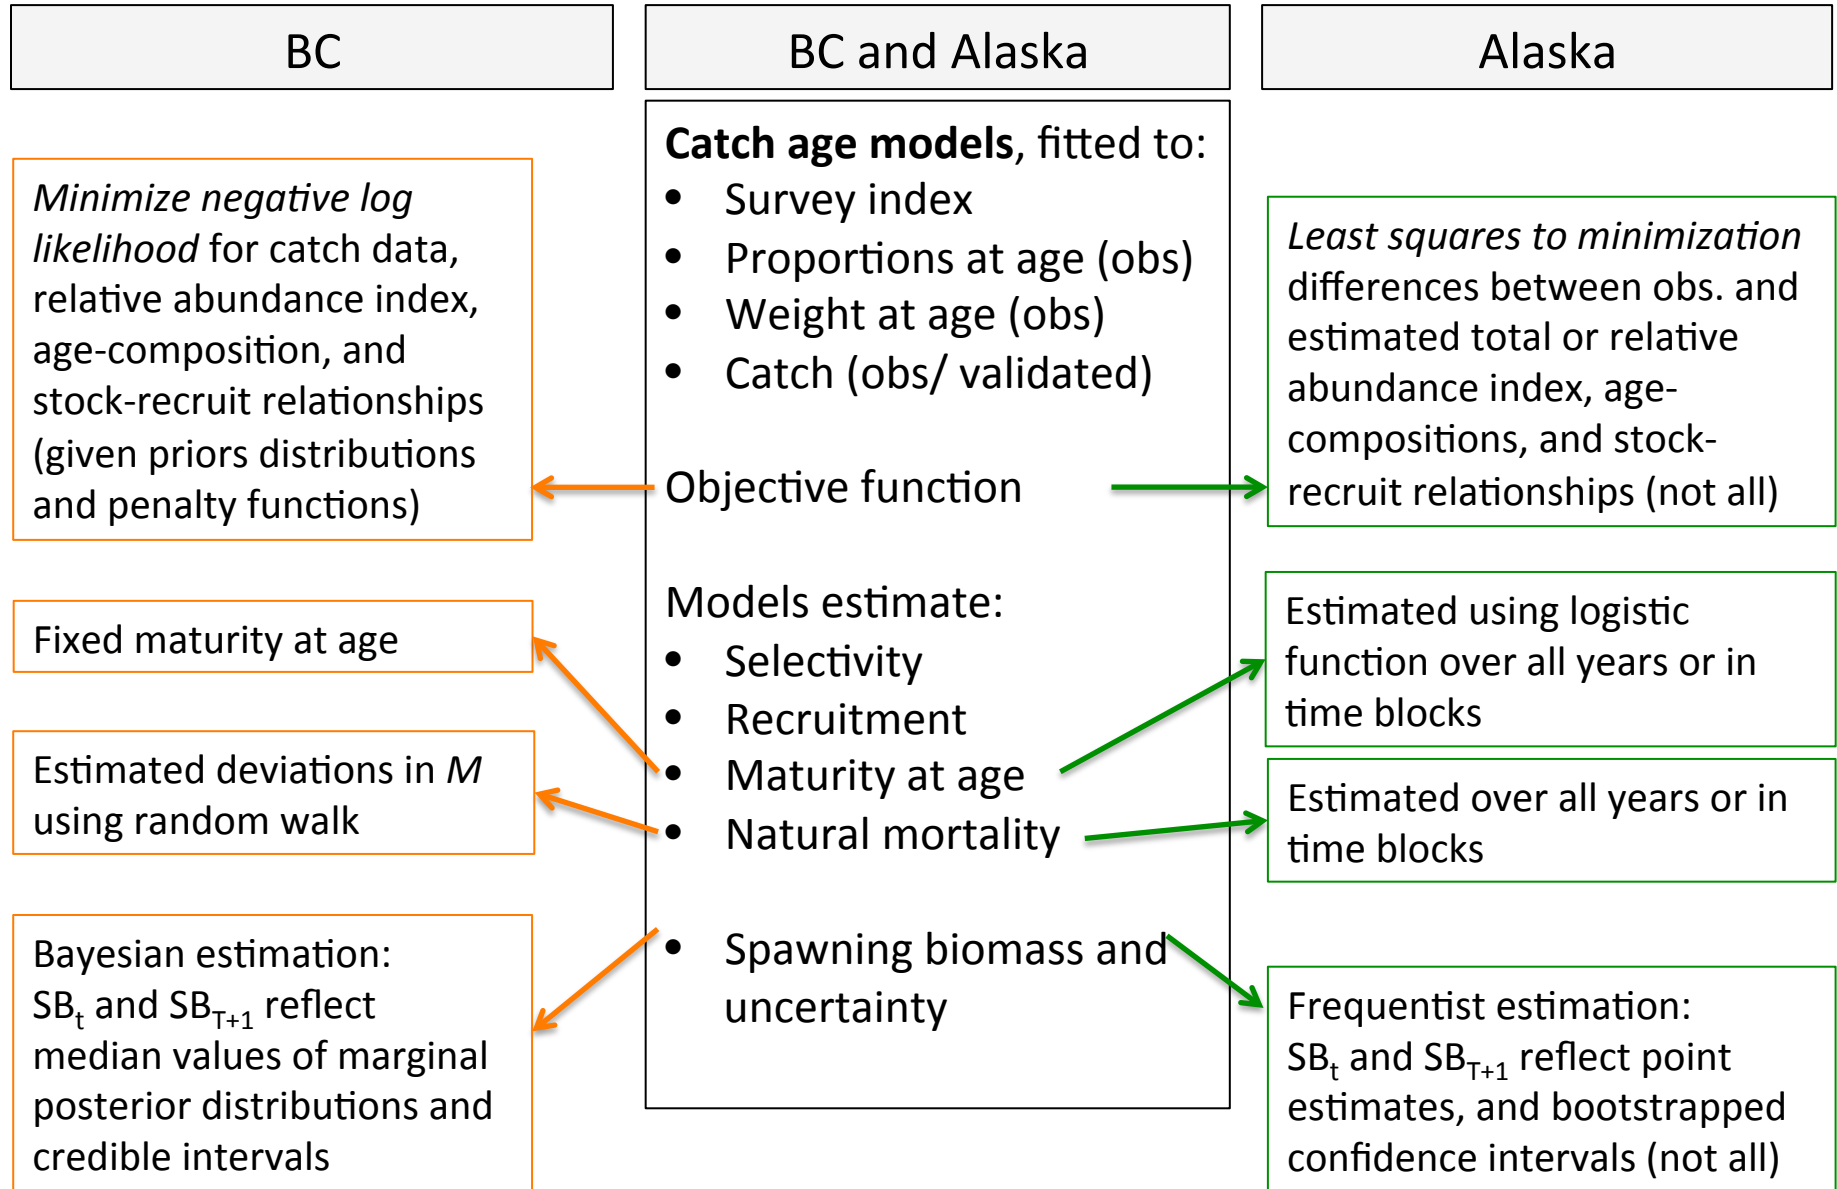 BC
BC and Alaska
Alaska
Minimize negative log
likelihood for catch data,
relative abundance index,
age-composition, and
stock-recruit relationships
(given priors distributions
and penalty functions)
Fixed maturity at age
Estimated deviations in M
using random walk
Bayesian estimation:
SBt and SBT+1 reflect
median values of marginal
posterior distributions and
credible intervals
Catch age models, fitted to:
• Survey index
• Proportions at age (obs)
• Weight at age (obs)
• Catch (obs/ validated)
Objective function
Models estimate:
• Selectivity
• Recruitment
• Maturity at age
• Natural mortality
• Spawning biomass and
uncertainty
Least squares to minimization
differences between obs. and
estimated total or relative
abundance index, age-
compositions, and stock-
recruit relationships (not all)
Estimated using logistic
function over all years or in
time blocks
Estimated over all years or in
time blocks
Frequentist estimation:
SBt and SBT+1 reflect point
estimates, and bootstrapped
confidence intervals (not all)